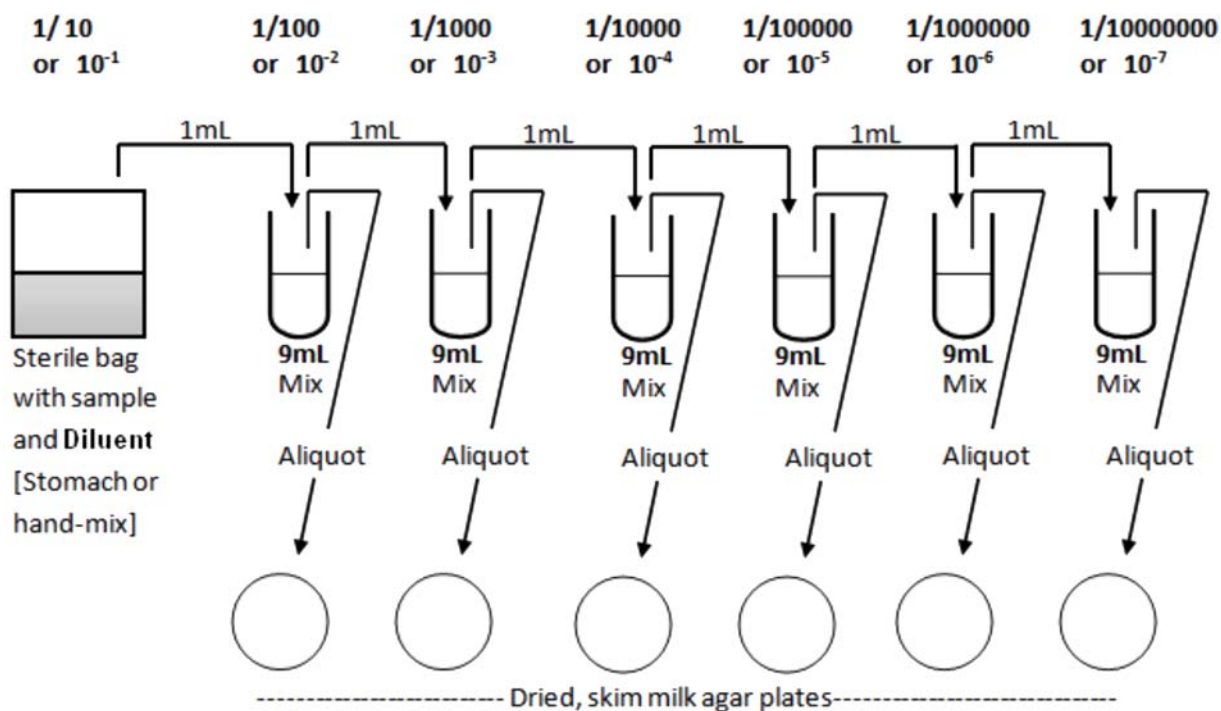 1/ 10 1/100 1/1000 1/10000 1/100000 1/1000000 1/10000000
or 10⁻¹ or 10⁻² or 10⁻³ or 10⁻⁴ or 10⁻⁵ or 10⁻⁶ or 10⁻⁷
1mL 1mL 1mL 1mL 1mL 1mL
9mL 9mL 9mL 9mL 9mL 9mL
Mix Mix Mix Mix Mix Mix
Sterile bag
with sample
and Diluent
[Stomach or
hand-mix]
Aliquot Aliquot Aliquot Aliquot Aliquot Aliquot
Dried, skim milk agar plates